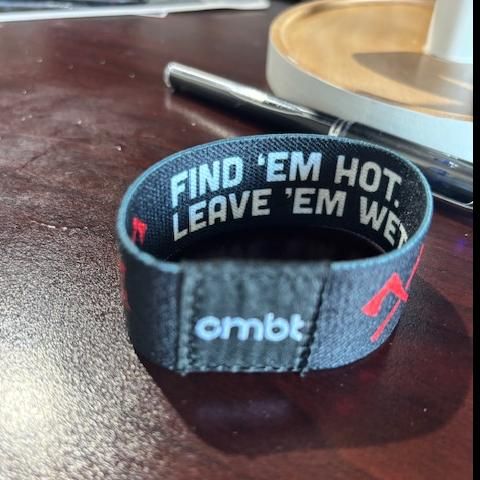 FIND 'EM HOT.
LEAVE 'EM WET
ombt